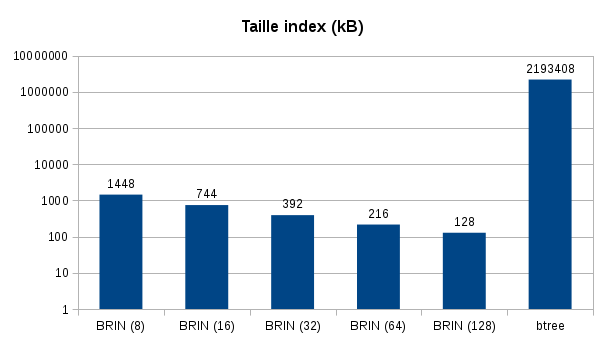 Taille index (kB)
10000000
1000000
100000
10000
1000
100
10
1
1448
744
392
216
128
2193408
BRIN (8)
BRIN (16)
BRIN (32)
BRIN (64)
BRIN (128)
btree